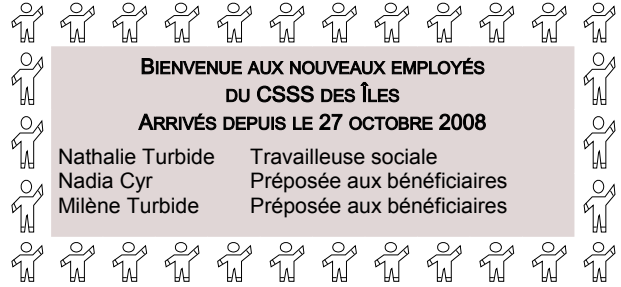 BIENVENUE AUX NOUVEAUX EMPLOYÉS
DU CSSS DES ÎLES
ARRIVÉS DEPUIS LE 27 OCTOBRE 2008
Nathalie Turbide Travailleuse sociale
Nadia Cyr Préposée aux bénéficiaires
Milène Turbide Préposée aux bénéficiaires